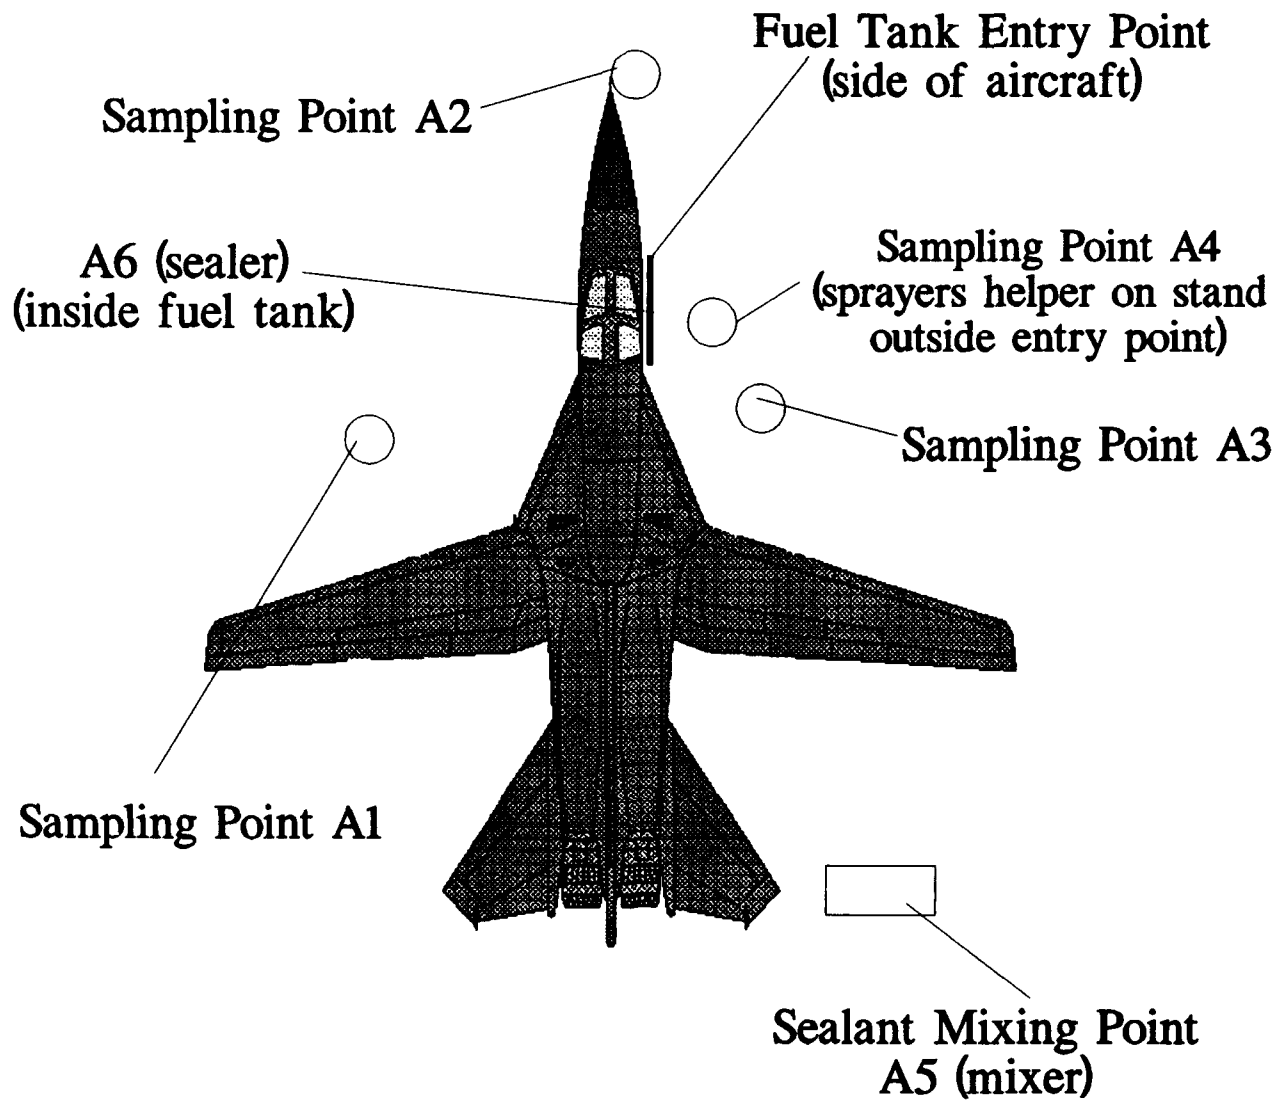 Fuel Tank Entry Point
(side of aircraft)
Sampling Point A2
A6 (sealer)
(inside fuel tank)
Sampling Point A4
(sprayers helper on stand
outside entry point)
Sampling Point A3
Sampling Point A1
Sealant Mixing Point
A5 (mixer)